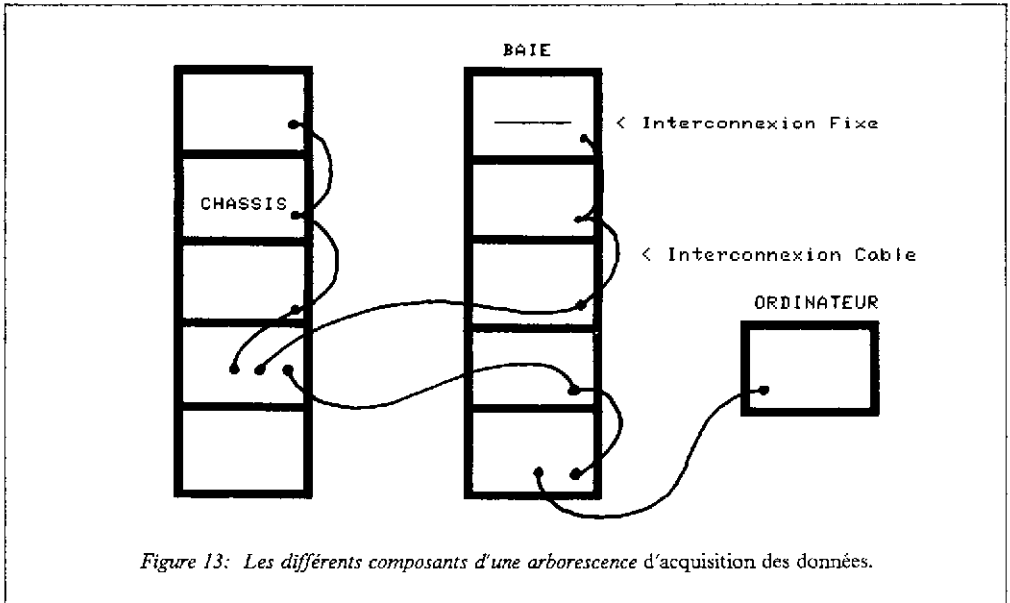 BAIE
< Interconnexion Fixe
CHASSIS
< Interconnexion Cable
ORDINATEUR
Figure 13: Les différents composants d'une arborescence d'acquisition des données.